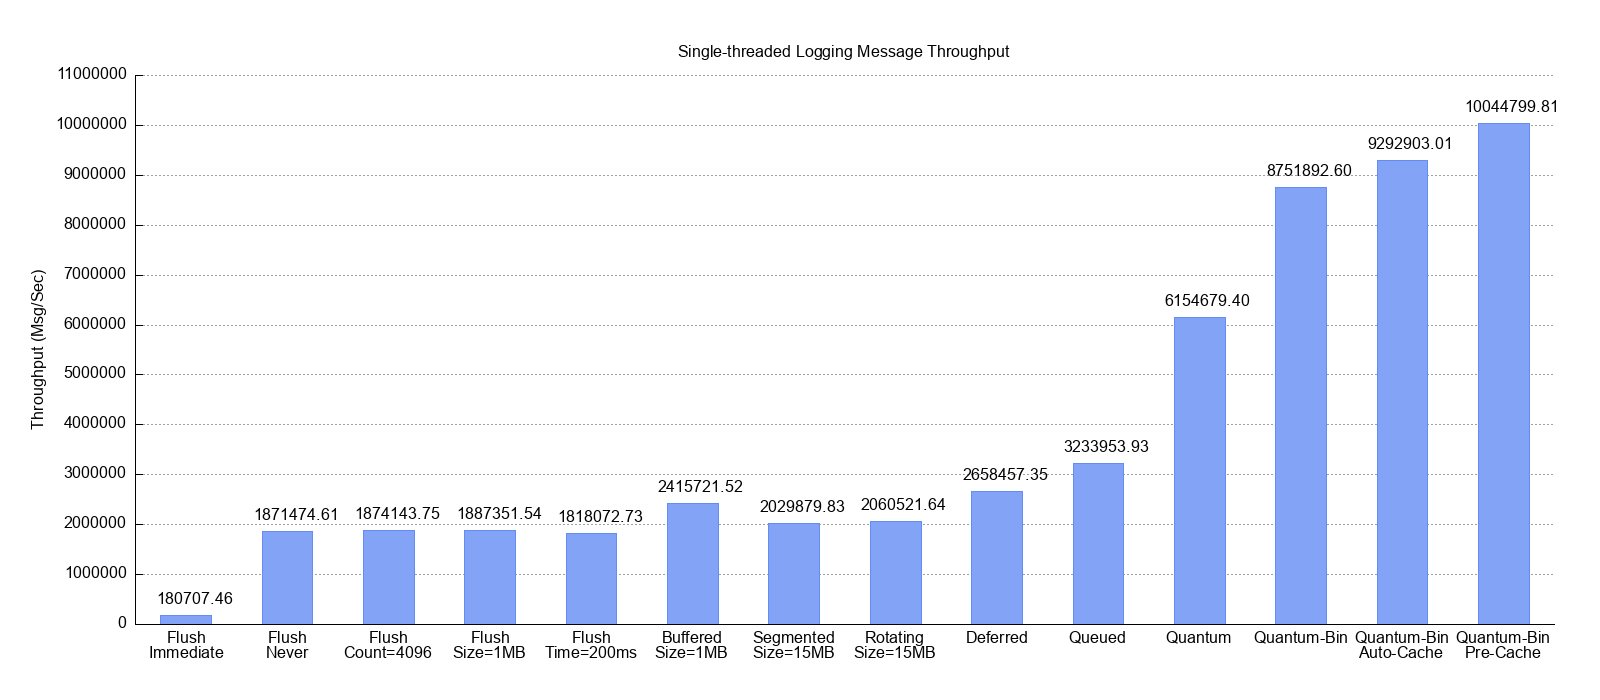 Single-threaded Logging Message Throughput
Throughput (Msg/Sec)
11000000
10000000
9000000
8000000
7000000
6000000
5000000
4000000
3000000
2000000
1000000
0
180707.46
1871474.61
1874143.75
1887351.54
1818072.73
2415721.52
2029879.83
2060521.64
2658457.35
3233953.93
6154679.40
8751892.60
9292903.01
10044799.81
Flush
Immediate
Flush
Never
Flush
Count=4096
Flush
Size=1MB
Flush
Time=200ms
Buffered
Size=1MB
Segmented
Size=15MB
Rotating
Size=15MB
Deferred
Queued
Quantum
Quantum-Bin
Quantum-Bin
Auto-Cache
Quantum-Bin
Pre-Cache